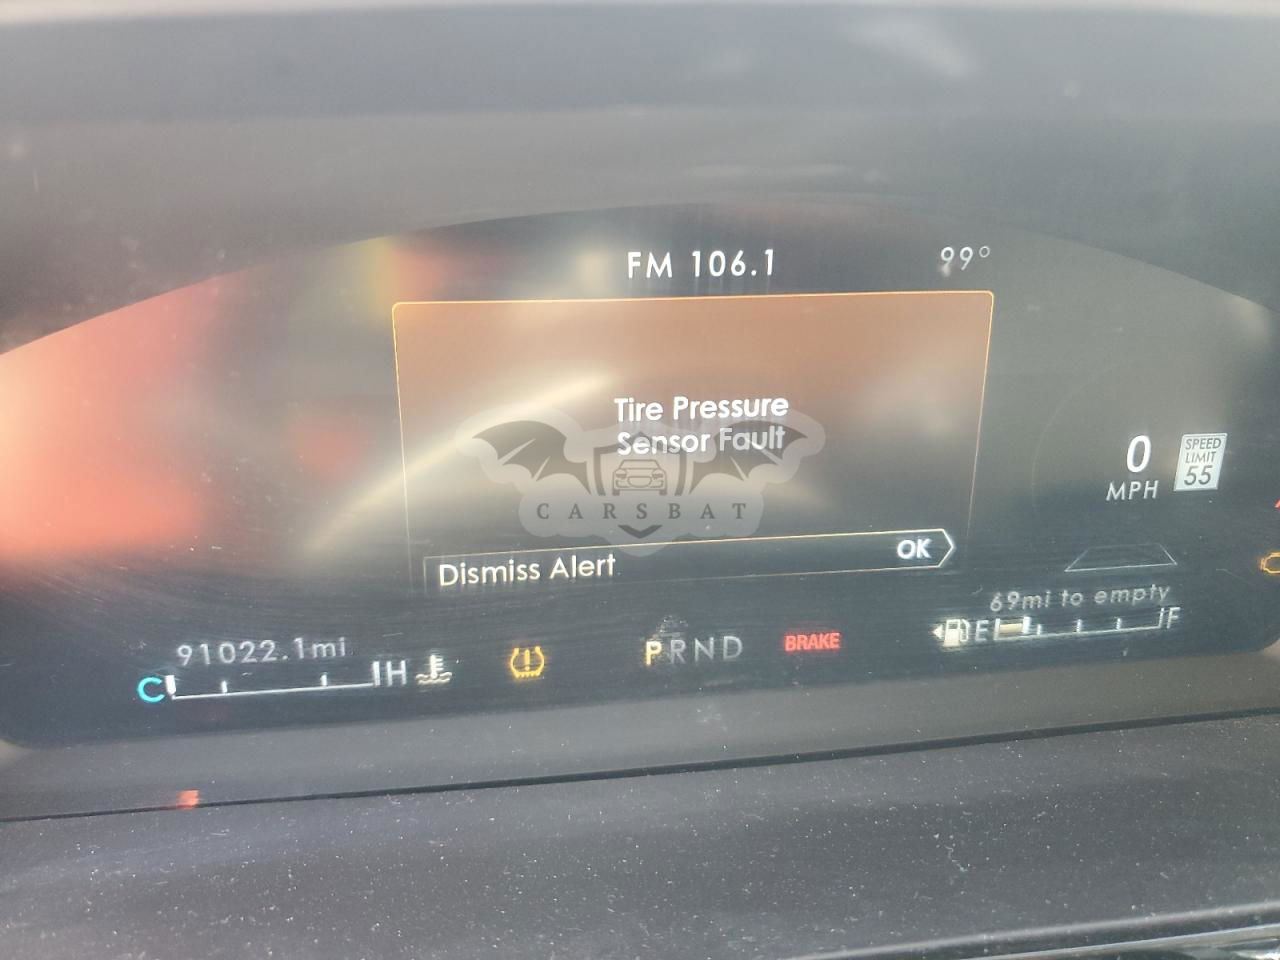 FM 106.1
99°
Tire Pressure
Sensor Fault
CARSBAT
0
MPH
SPEED
LIMIT
55
Dismiss Alert
OK
69mi to empty
91022.1mi
C
H
PRND
BRAKE
E
F